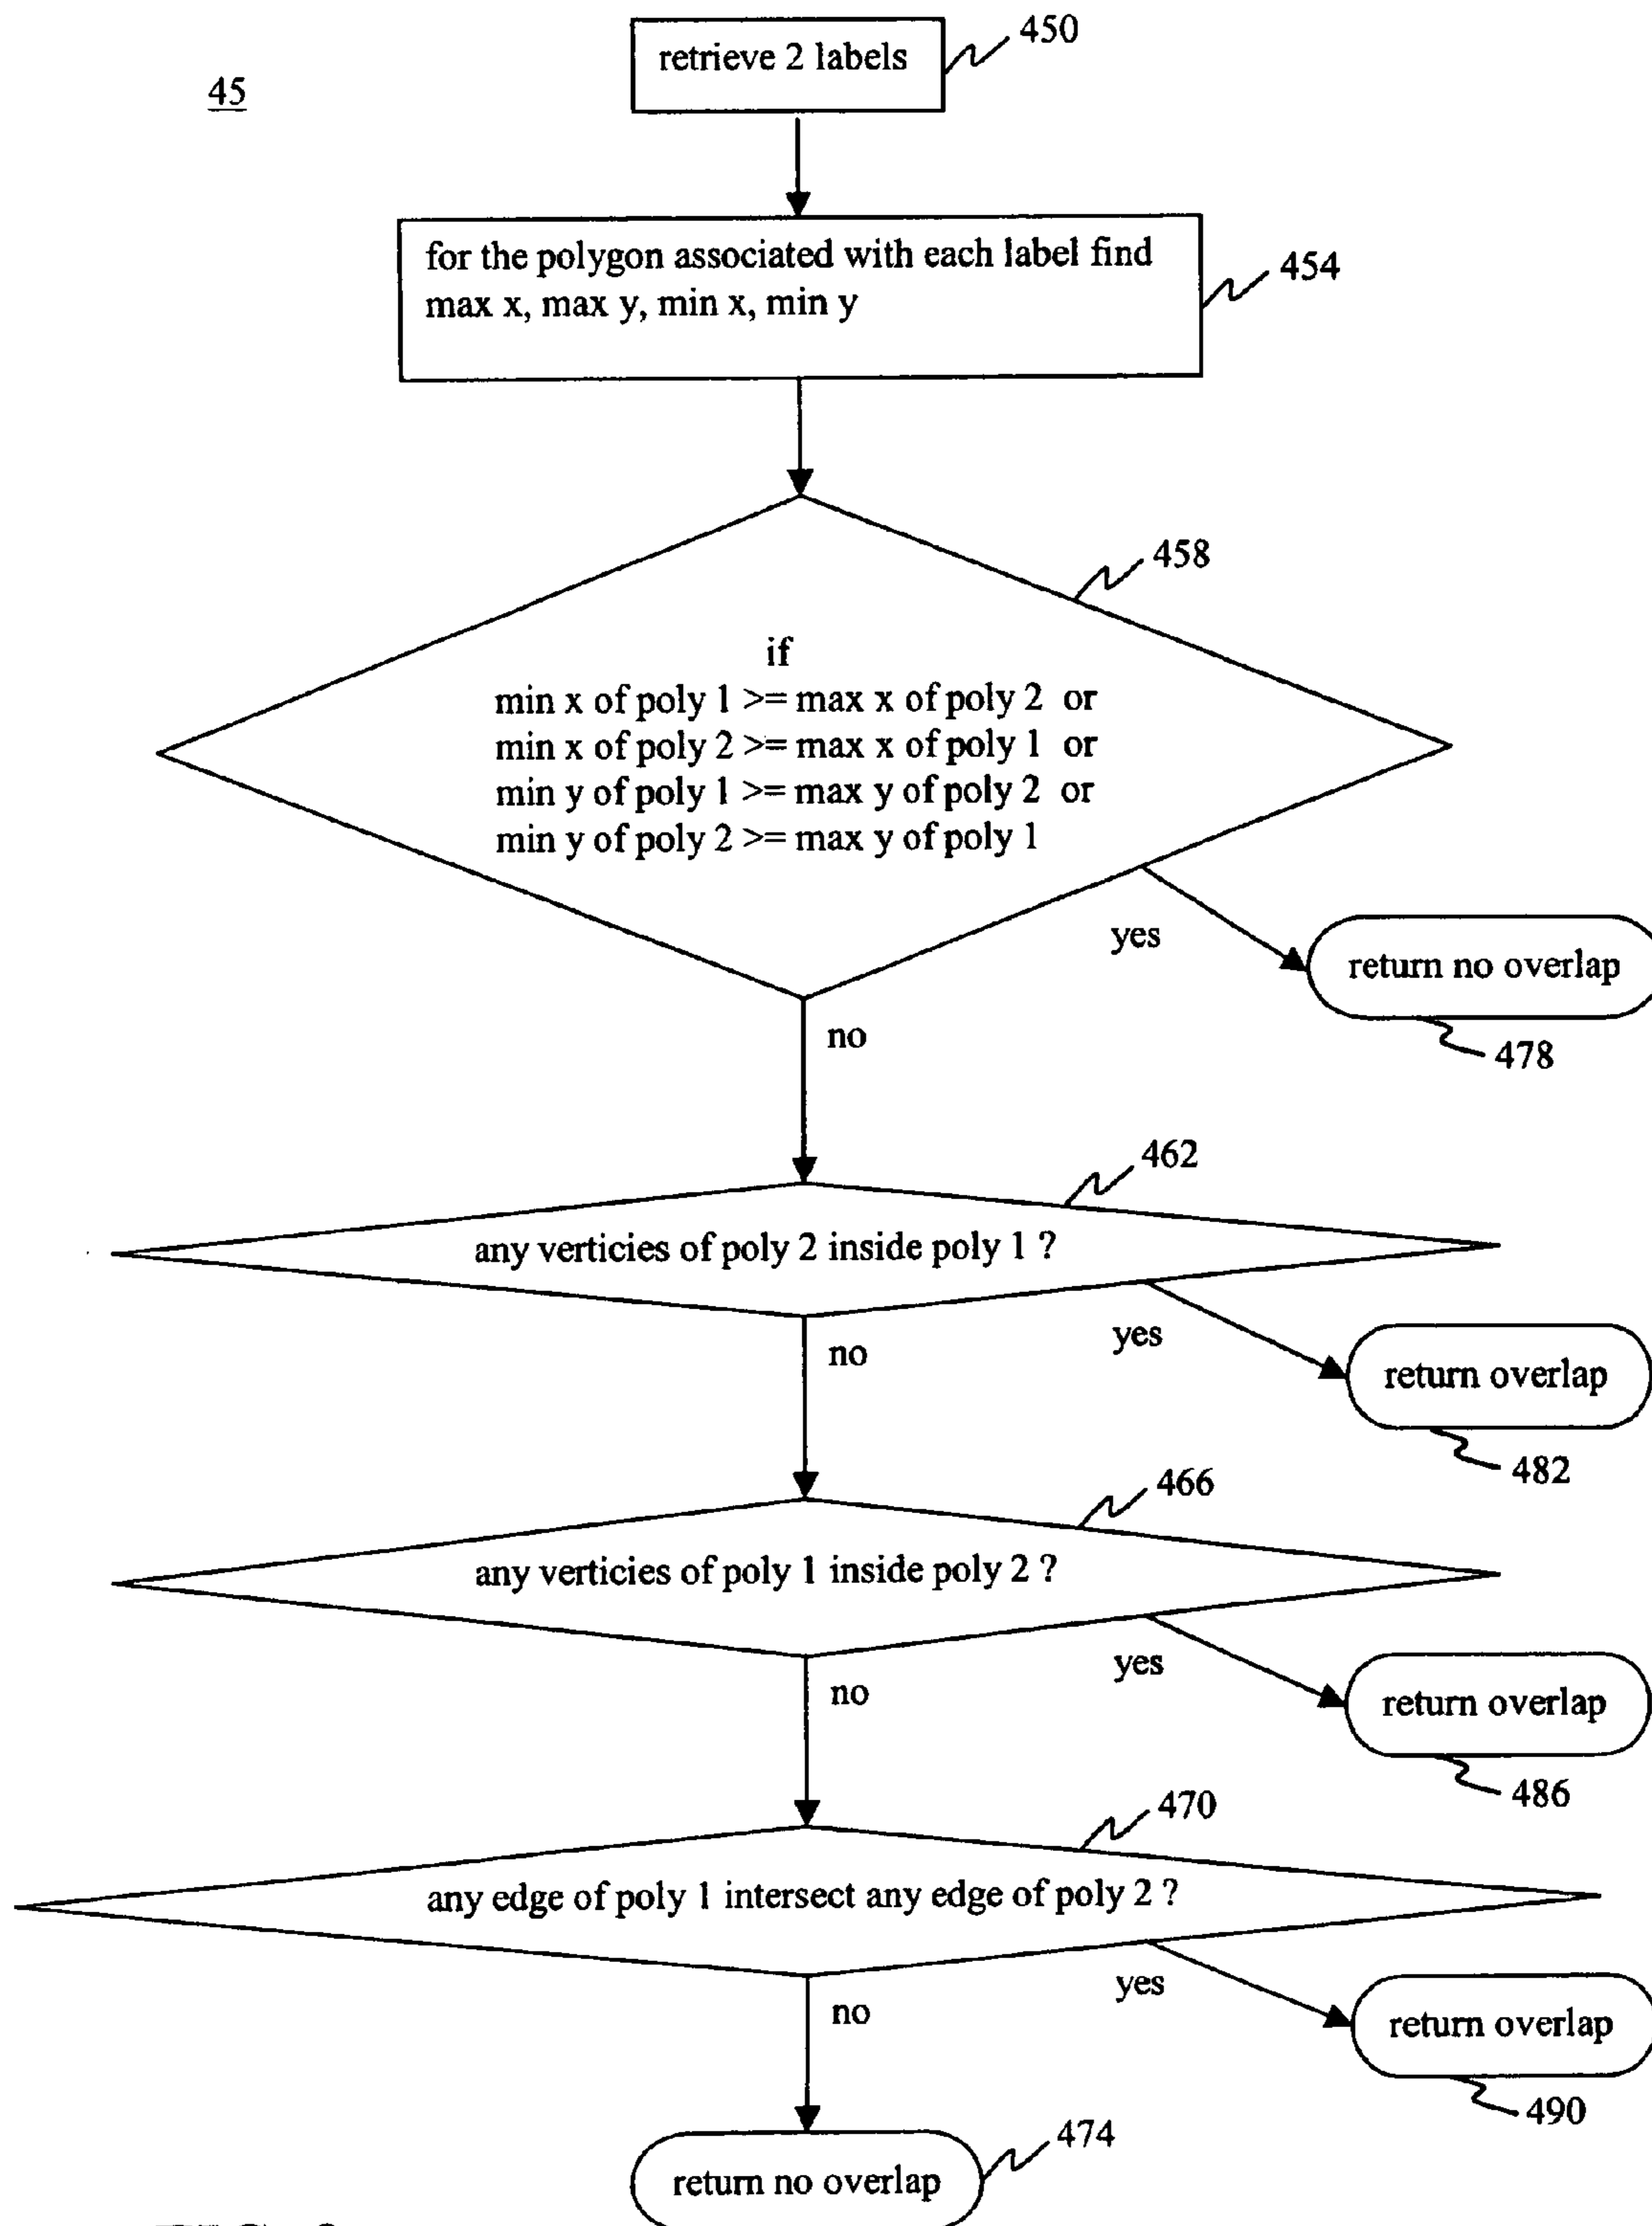 450
retrieve 2 labels
45
for the polygon associated with each label find
max x, max y, min x, min y
454
458
if
min x of poly 1 >= max x of poly 2 or
min x of poly 2 >= max x of poly 1 or
min y of poly 1 >= max y of poly 2 or
min y of poly 2 >= max y of poly 1
yes
return no overlap
no
478
462
any verticies of poly 2 inside poly 1 ?
yes
no
return overlap
482
466
any verticies of poly 1 inside poly 2 ?
yes
no
return overlap
486
470
any edge of poly 1 intersect any edge of poly 2 ?
yes
no
return overlap
490
474
return no overlap